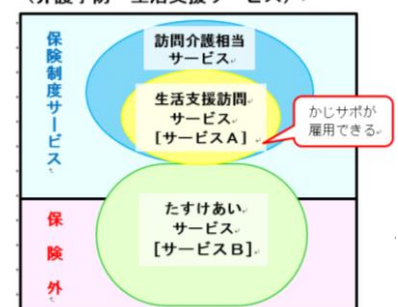 (介護予防・生活支援サービス)
保険制度サービス
訪問介護相当
サービス
生活支援訪問
サービス
[サービスA]
かじサポが
雇用できる
たすけあい
サービス
[サービスB]
保険外